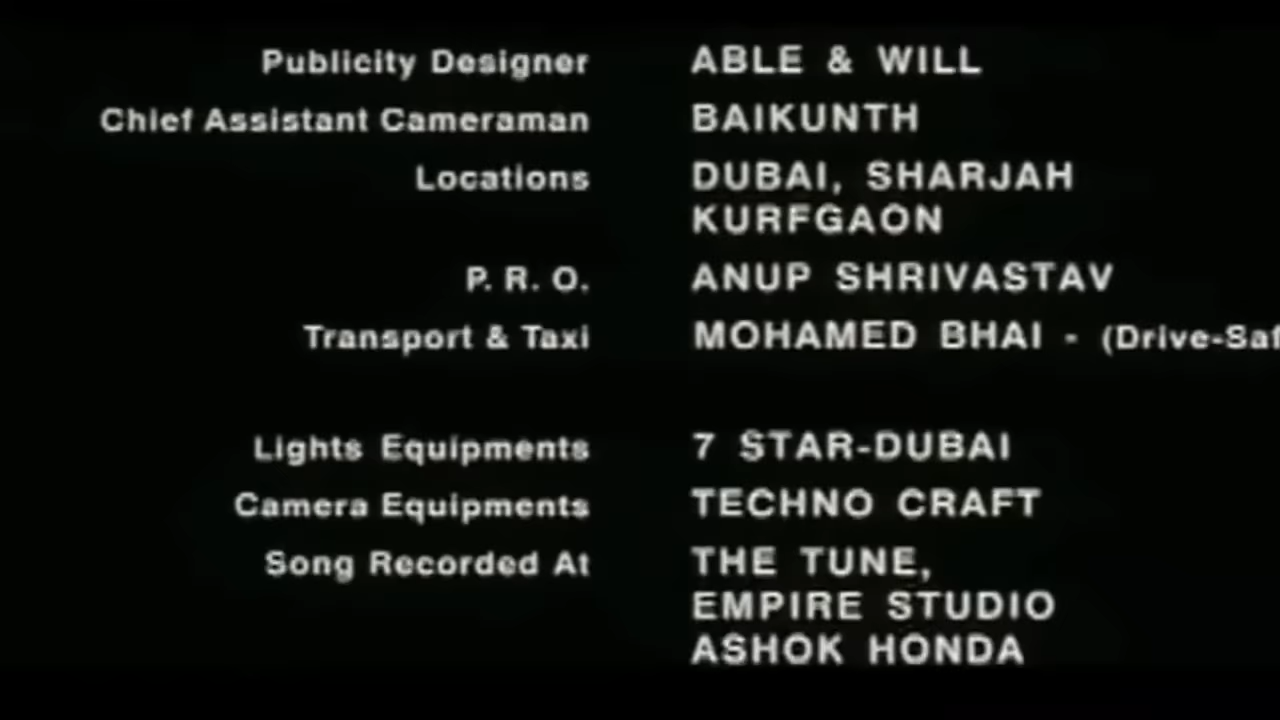 Publicity Designer ABLE & WILL
Chief Assistant Cameraman BAIKUNTH
Locations DUBAI, SHARJAH
KURFGAON
P. R. O. ANUP SHRIVASTAV
Transport & Taxi MOHAMED BHAI - (Drive-Saf
Lights Equipments 7 STAR-DUBAI
Camera Equipments TECHNO CRAFT
Song Recorded At THE TUNE,
EMPIRE STUDIO
ASHOK HONDA